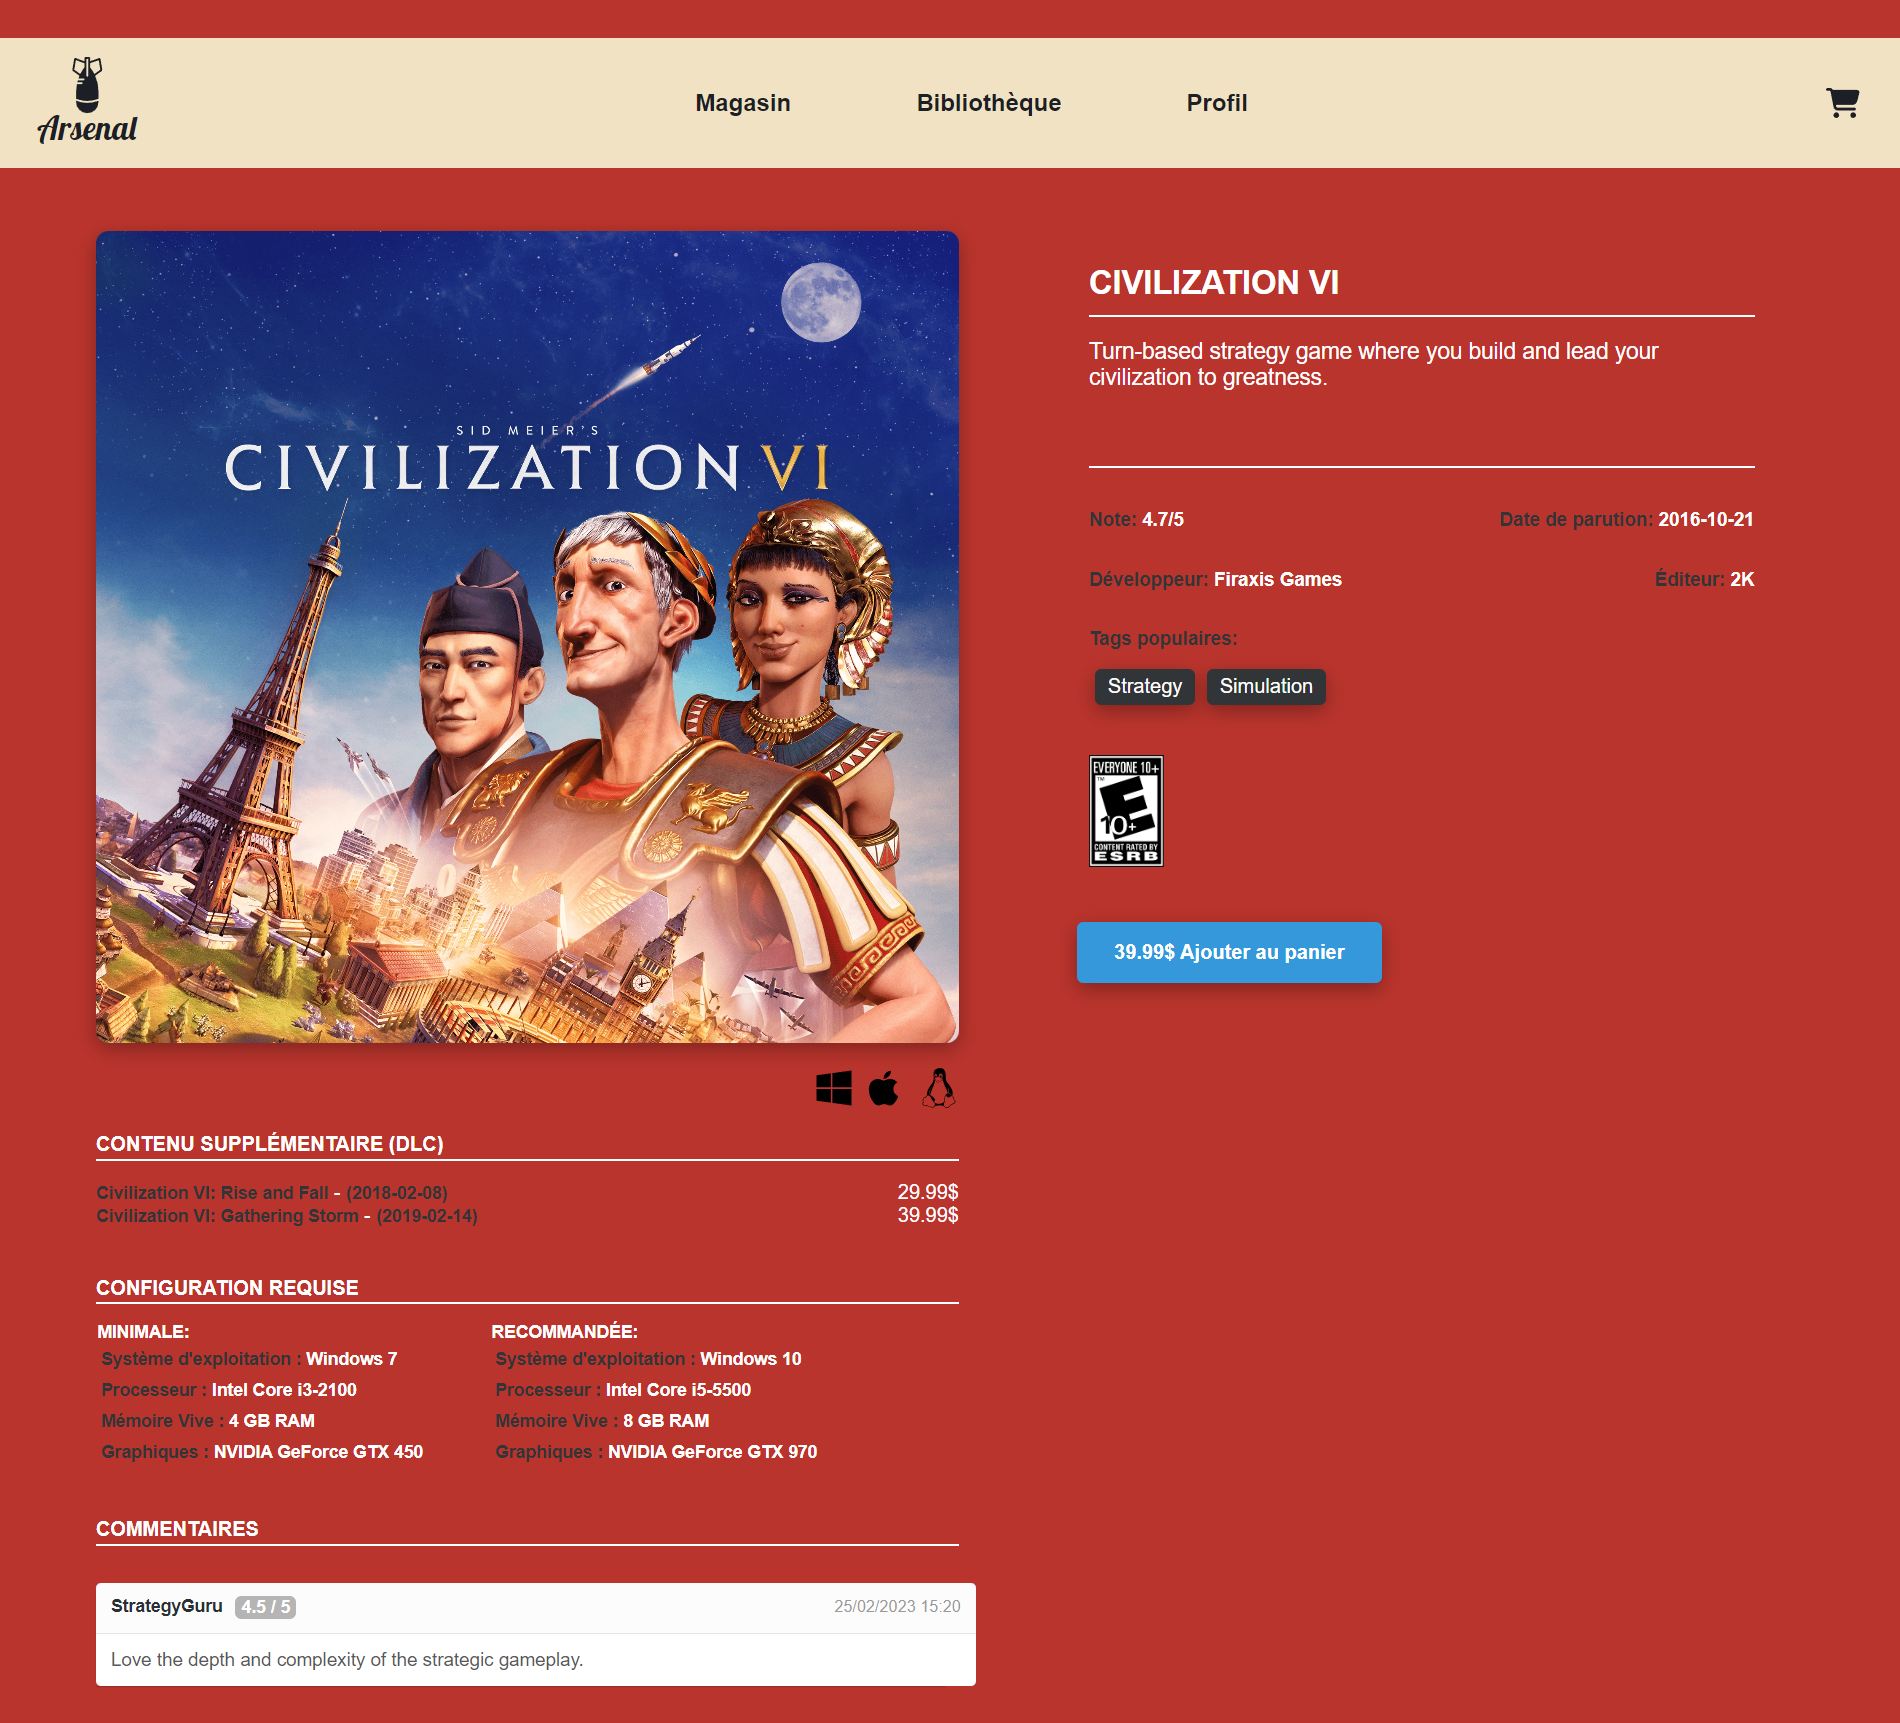 Arsenal
Magasin
Bibliothèque
Profil
SID MEIER'S
CIVILIZATION VI
CIVILIZATION VI
Turn-based strategy game where you build and lead your
civilization to greatness.
Note: 4.7/5
Date de parution: 2016-10-21
Développeur: Firaxis Games
Éditeur: 2K
Tags populaires:
Strategy
Simulation
EVERYONE 10+
TM
E
10+
CONTENT RATED BY
ESRB
39.99$ Ajouter au panier
CONTENU SUPPLÉMENTAIRE (DLC)
Civilization VI: Rise and Fall - (2018-02-08) 29.99$
Civilization VI: Gathering Storm - (2019-02-14) 39.99$
CONFIGURATION REQUISE
MINIMALE:
Système d'exploitation : Windows 7
Processeur : Intel Core i3-2100
Mémoire Vive : 4 GB RAM
Graphiques : NVIDIA GeForce GTX 450
RECOMMANDÉE:
Système d'exploitation : Windows 10
Processeur : Intel Core i5-5500
Mémoire Vive : 8 GB RAM
Graphiques : NVIDIA GeForce GTX 970
COMMENTAIRES
StrategyGuru 4.5 / 5 25/02/2023 15:20
Love the depth and complexity of the strategic gameplay.